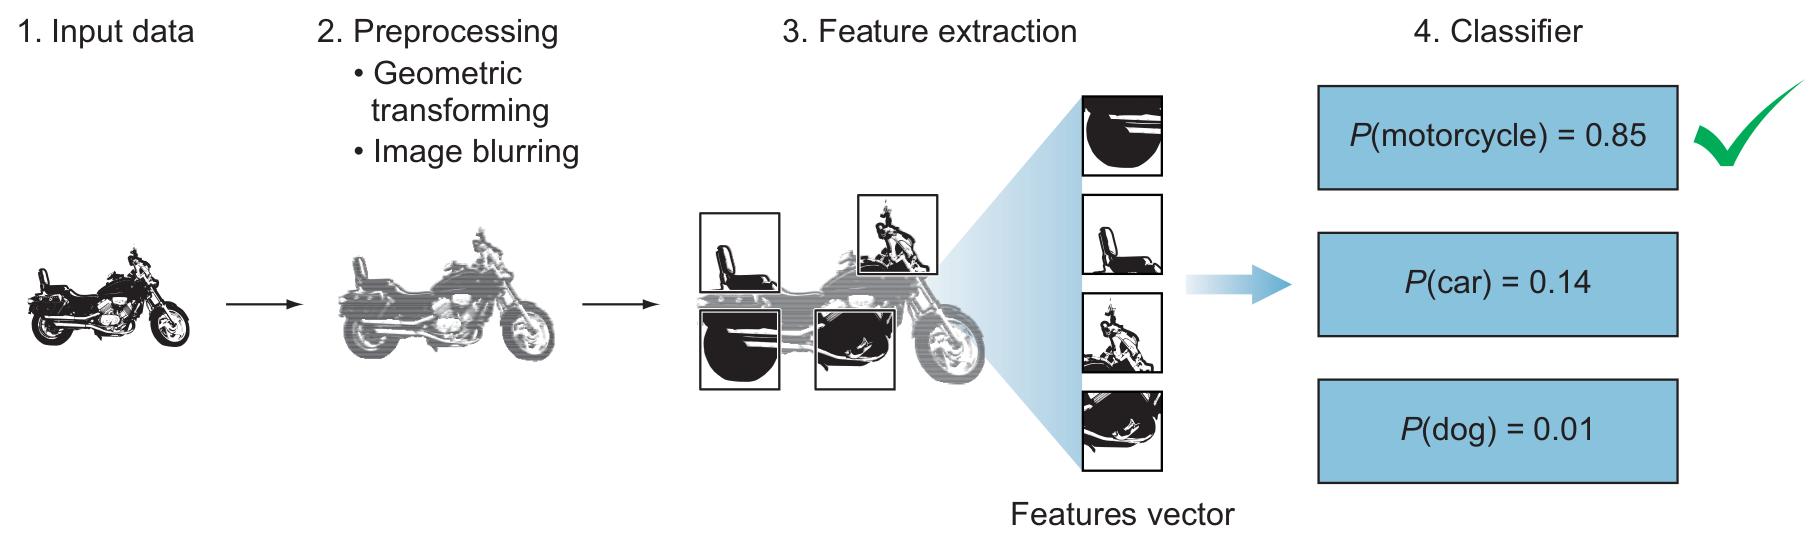 1. Input data
2. Preprocessing
• Geometric
transforming
• Image blurring
3. Feature extraction
Features vector
4. Classifier
P(motorcycle) = 0.85
P(car) = 0.14
P(dog) = 0.01